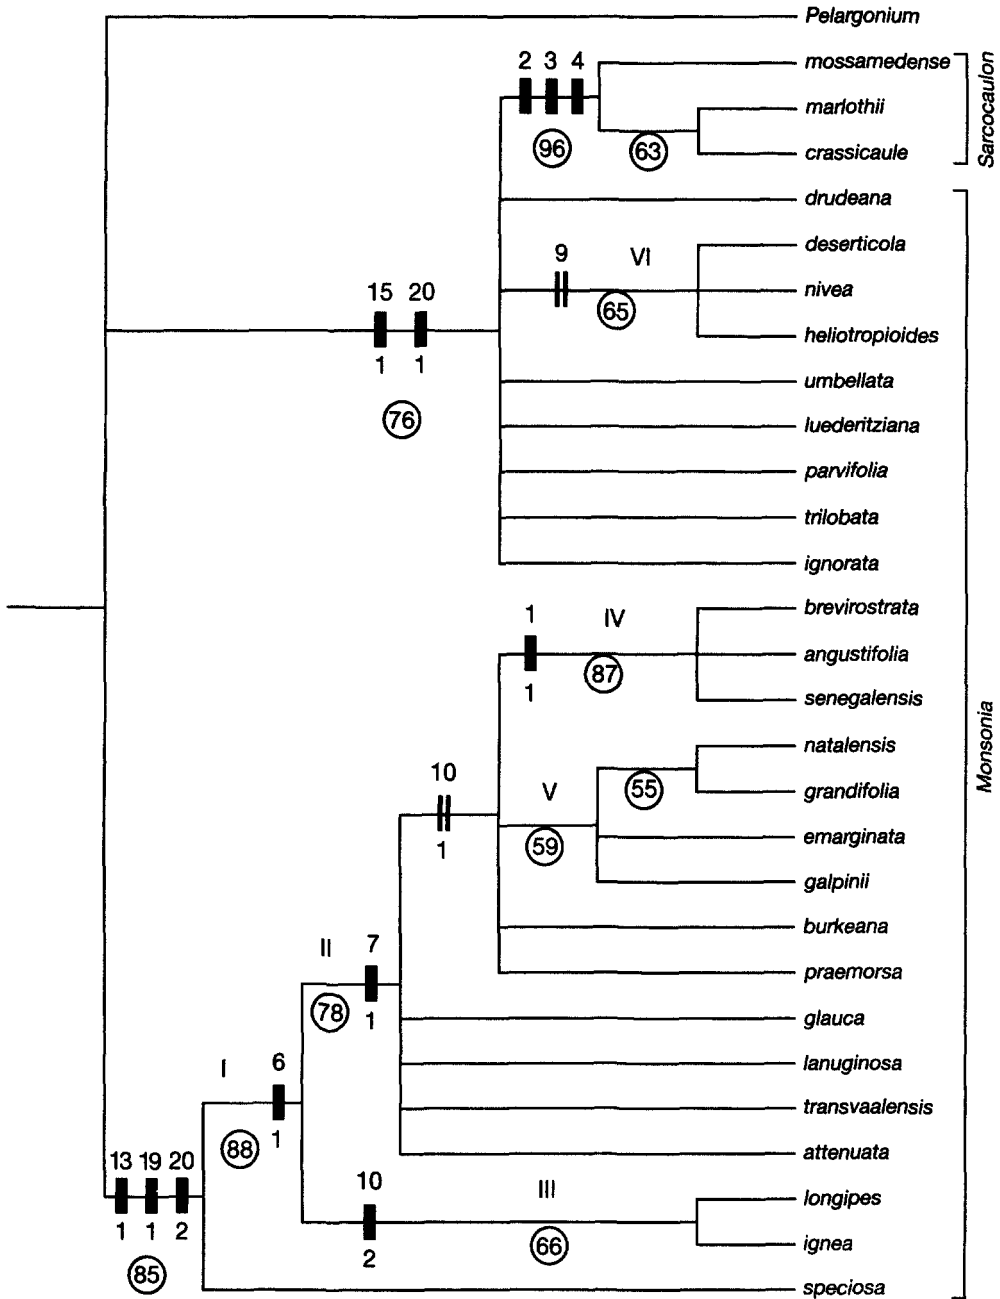 Pelargonium
2 3 4
mossamedense
marlothii
96 63
crassicaule
Sarcocaulon
drudeana
deserticola
9 VI
nivea
65
15 20
heliotropioides
1 1
umbellata
76
luederitziana
parvifolia
trilobata
ignorata
brevirostrata
1 IV
angustifolia
87
1
senegalensis
natalensis
10 V 55
grandifolia
1 59
emarginata
galpinii
burkeana
II 7
praemorsa
78 1
glauca
I 6
lanuginosa
88 1
transvaalensis
attenuata
13 19 20
10 III
longipes
1 1 2
2 66
ignea
85
speciosa
Monsonia